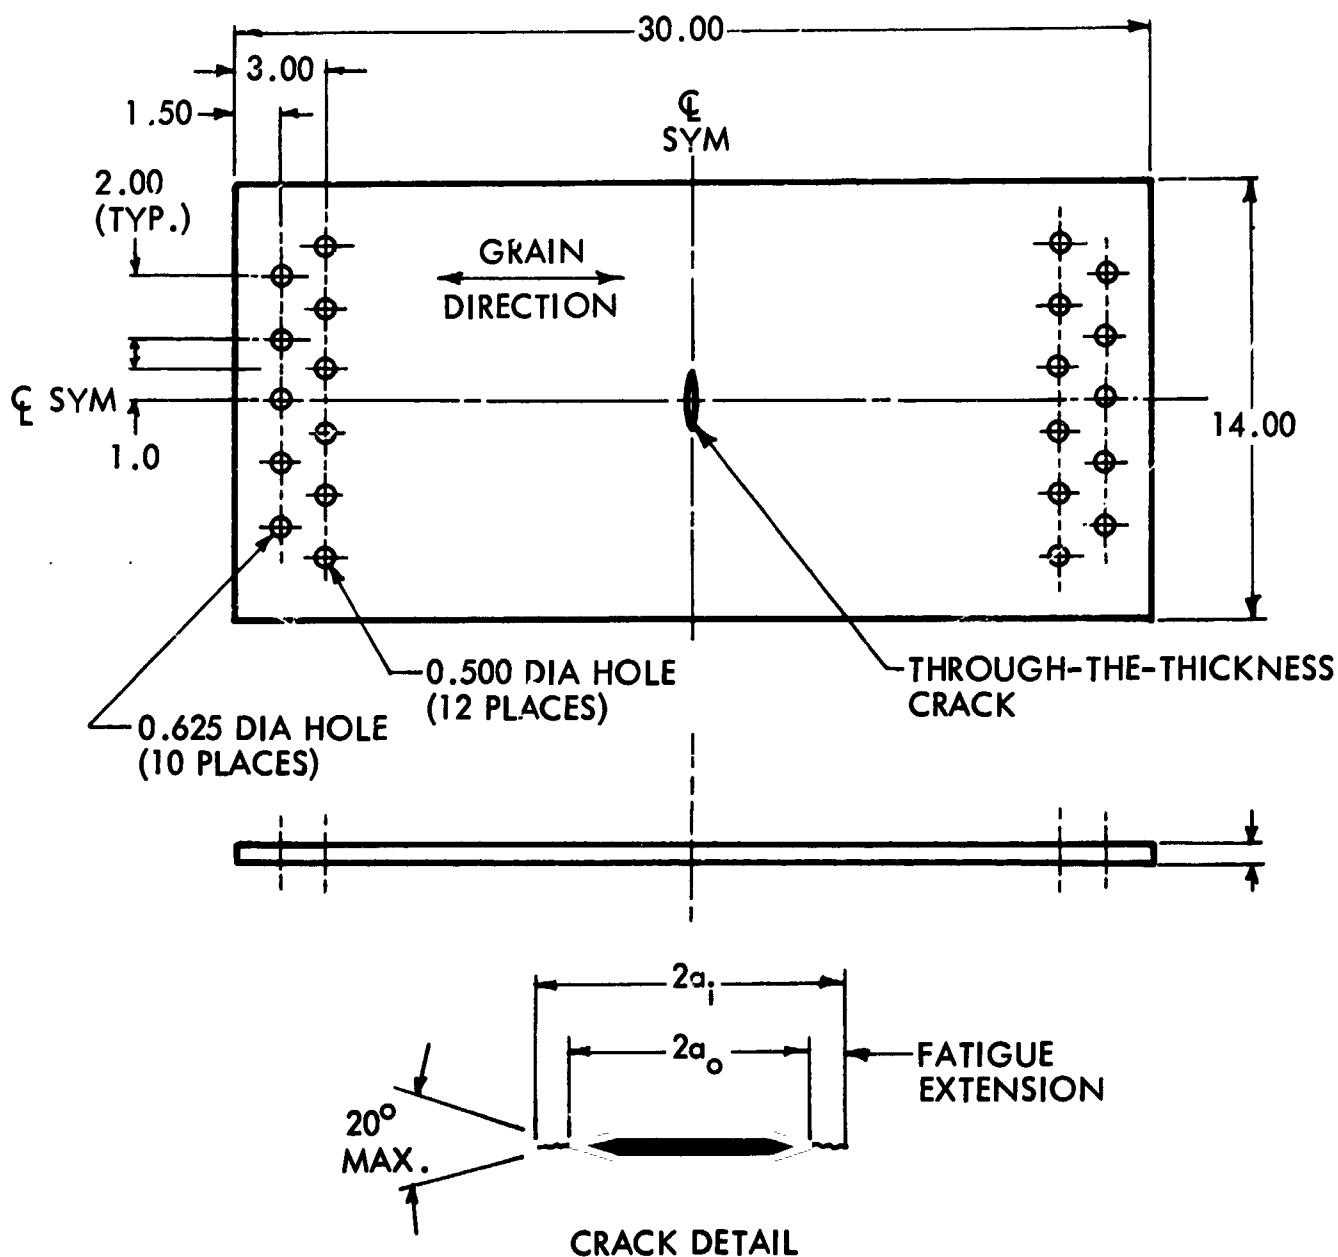 30.00
3.00
1.50
℄
SYM
2.00
(TYP.)
GRAIN
DIRECTION
℄ SYM
1.0
14.00
0.500 DIA HOLE
(12 PLACES)
THROUGH-THE-THICKNESS
CRACK
0.625 DIA HOLE
(10 PLACES)
2aᵢ
2aₒ
FATIGUE
EXTENSION
20°
MAX.
CRACK DETAIL